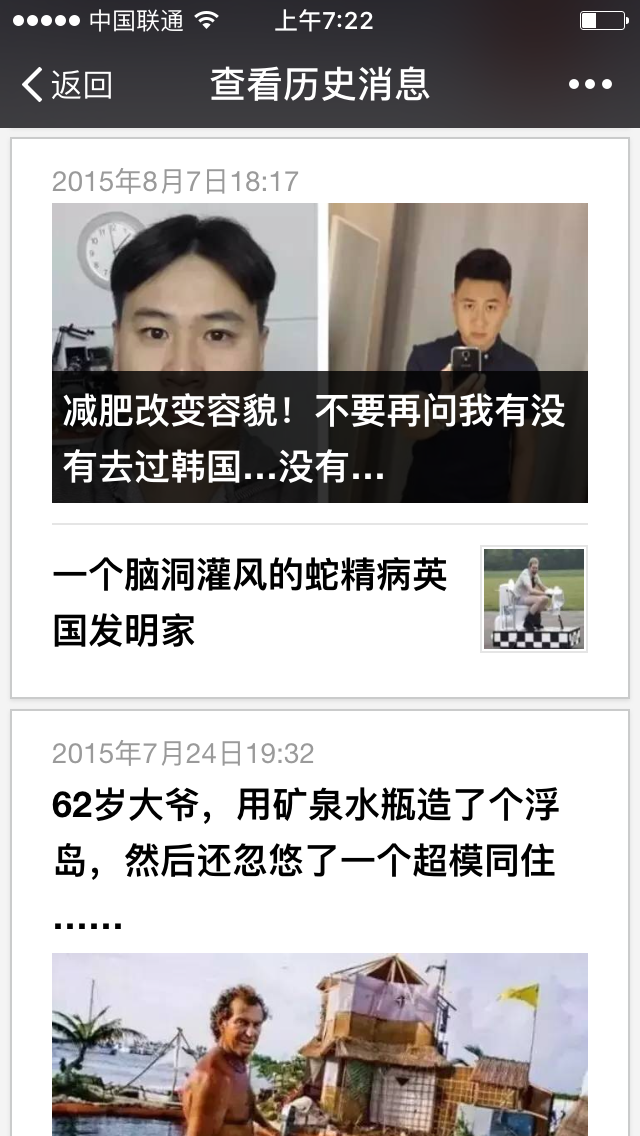 中国联通 上午7:22
返回 查看历史消息
2015年8月7日18:17
减肥改变容貌！不要再问我有没
有去过韩国...没有...
一个脑洞灌风的蛇精病英
国发明家
2015年7月24日19:32
62岁大爷，用矿泉水瓶造了个浮
岛，然后还忽悠了一个超模同住
......